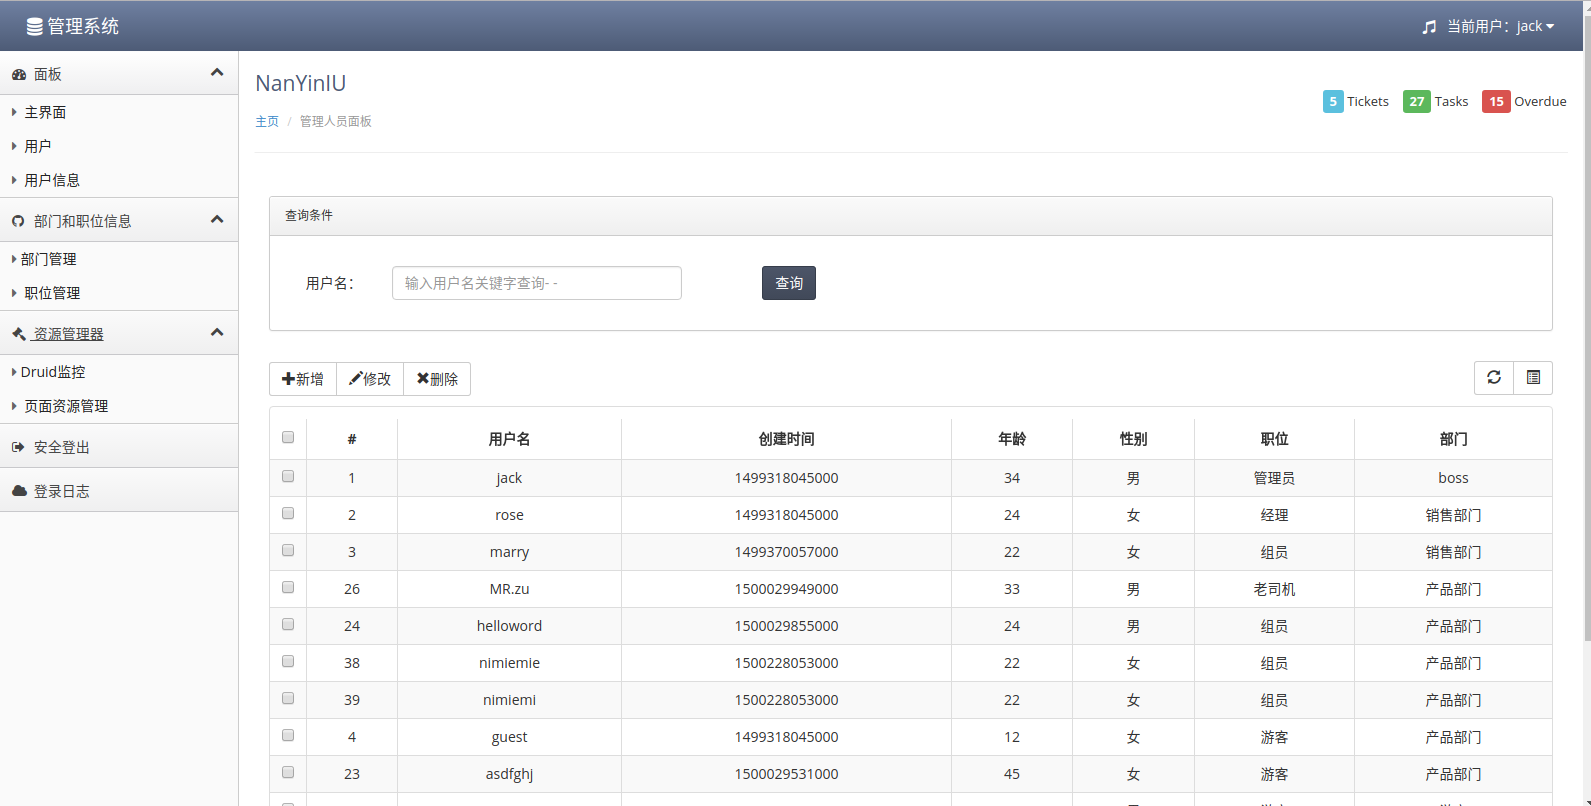 管理系统
当前用户：jack
面板
主界面
用户
用户信息
部门和职位信息
部门管理
职位管理
资源管理器
Druid监控
页面资源管理
安全登出
登录日志
NanYinIU
主页 / 管理人员面板
5 Tickets 27 Tasks 15 Overdue
查询条件
用户名： 输入用户名关键字查询- - 查询
新增 修改 删除
# 用户名 创建时间 年龄 性别 职位 部门
1 jack 1499318045000 34 男 管理员 boss
2 rose 1499318045000 24 女 经理 销售部门
3 marry 1499370057000 22 女 组员 销售部门
26 MR.zu 1500029949000 33 男 老司机 产品部门
24 helloword 1500029855000 24 男 组员 产品部门
38 nimiemie 1500228053000 22 女 组员 产品部门
39 nimiemi 1500228053000 22 女 组员 产品部门
4 guest 1499318045000 12 女 游客 产品部门
23 asdfghj 1500029531000 45 女 游客 产品部门